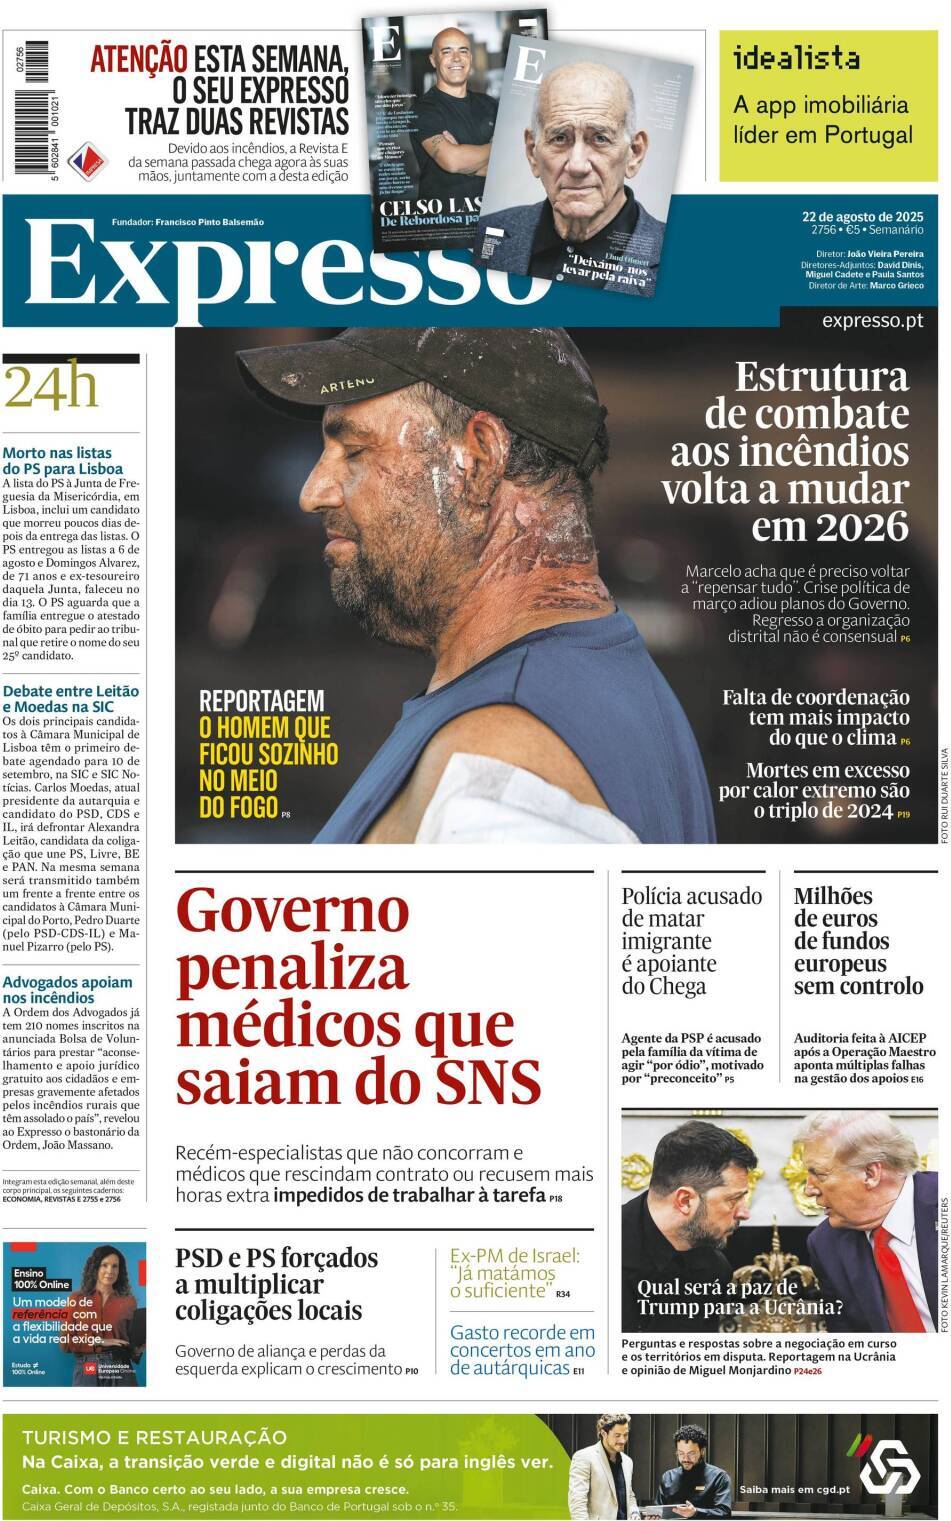 02756
5 602841 001021
ATENÇÃO ESTA SEMANA,
O SEU EXPRESSO
TRAZ DUAS REVISTAS
Devido aos incêndios, a Revista E
da semana passada chega agora às suas
mãos, juntamente com a desta edição
E
CELSO LAS
De Rebordosa pa
E
Ehud Olmert
“Deixámo-nos
levar pela raiva”
idealista
A app imobiliária
líder em Portugal
Fundador: Francisco Pinto Balsemão
Expresso
22 de agosto de 2025
2756 • €5 • Semanário
Diretor: João Vieira Pereira
Diretores-Adjuntos: David Dinis,
Miguel Cadete e Paula Santos
Diretor de Arte: Marco Grieco
expresso.pt
24h
Morto nas listas
do PS para Lisboa
A lista do PS à Junta de Fre-
guesia da Misericórdia, em
Lisboa, inclui um candidato
que morreu poucos dias de-
pois da entrega das listas. O
PS entregou as listas a 6 de
agosto e Domingos Alvarez,
de 71 anos e ex-tesoureiro
daquela Junta, faleceu no
dia 13. O PS aguarda que a
família entregue o atestado
de óbito para pedir ao tribu-
nal que retire o nome do seu
25º candidato.
Debate entre Leitão
e Moedas na SIC
Os dois principais candida-
tos à Câmara Municipal de
Lisboa têm o primeiro de-
bate agendado para 10 de
setembro, na SIC e SIC No-
tícias. Carlos Moedas, atual
presidente da autarquia e
candidato do PSD, CDS e
IL, irá defrontar Alexandra
Leitão, candidata da coliga-
ção que une PS, Livre, BE
e PAN. Na mesma semana
será transmitido também
um frente a frente entre os
candidatos à Câmara Muni-
cipal do Porto, Pedro Duarte
(pelo PSD-CDS-IL) e Ma-
nuel Pizarro (pelo PS).
Advogados apoiam
nos incêndios
A Ordem dos Advogados já
tem 210 nomes inscritos na
anunciada Bolsa de Volun-
tários para prestar “aconse-
lhamento e apoio jurídico
gratuito aos cidadãos e em-
presas gravemente afetados
pelos incêndios rurais que
têm assolado o país”, revelou
ao Expresso o bastonário da
Ordem, João Massano.
Integram esta edição semanal, além deste
corpo principal, os seguintes cadernos:
ECONOMIA, REVISTAS E 2755 e 2756
Ensino
100% Online
Um modelo de
referência com
a flexibilidade que
a vida real exige.
Estuda
100% Online
UE
Universidade
Europeia Online
ARTENG
Estrutura
de combate
aos incêndios
volta a mudar
em 2026
Marcelo acha que é preciso voltar
a “repensar tudo”. Crise política de
março adiou planos do Governo.
Regresso a organização
distrital não é consensual P6
Falta de coordenação
tem mais impacto
do que o clima P6
Mortes em excesso
por calor extremo são
o triplo de 2024 P19
REPORTAGEM
O HOMEM QUE
FICOU SOZINHO
NO MEIO
DO FOGO P8
FOTO RUI DUARTE SILVA
Governo
penaliza
médicos que
saiam do SNS
Recém-especialistas que não concorram e
médicos que rescindam contrato ou recusem mais
horas extra impedidos de trabalhar à tarefa P18
Polícia acusado
de matar
imigrante
é apoiante
do Chega
Agente da PSP é acusado
pela família da vítima de
agir “por ódio”, motivado
por “preconceito” P5
Milhões
de euros
de fundos
europeus
sem controlo
Auditoria feita à AICEP
após a Operação Maestro
aponta múltiplas falhas
na gestão dos apoios E16
PSD e PS forçados
a multiplicar
coligações locais
Governo de aliança e perdas da
esquerda explicam o crescimento P10
Ex-PM de Israel:
“Já matámos
o suficiente” R34
Gasto recorde em
concertos em ano
de autárquicas E11
Qual será a paz de
Trump para a Ucrânia?
FOTO KEVIN LAMARQUE/REUTERS
Perguntas e respostas sobre a negociação em curso
e os territórios em disputa. Reportagem na Ucrânia
e opinião de Miguel Monjardino P24e26
TURISMO E RESTAURAÇÃO
Na Caixa, a transição verde e digital não é só para inglês ver.
Caixa. Com o Banco certo ao seu lado, a sua empresa cresce.
Caixa Geral de Depósitos, S.A., registada junto do Banco de Portugal sob o n.º 35.
Saiba mais em cgd.pt